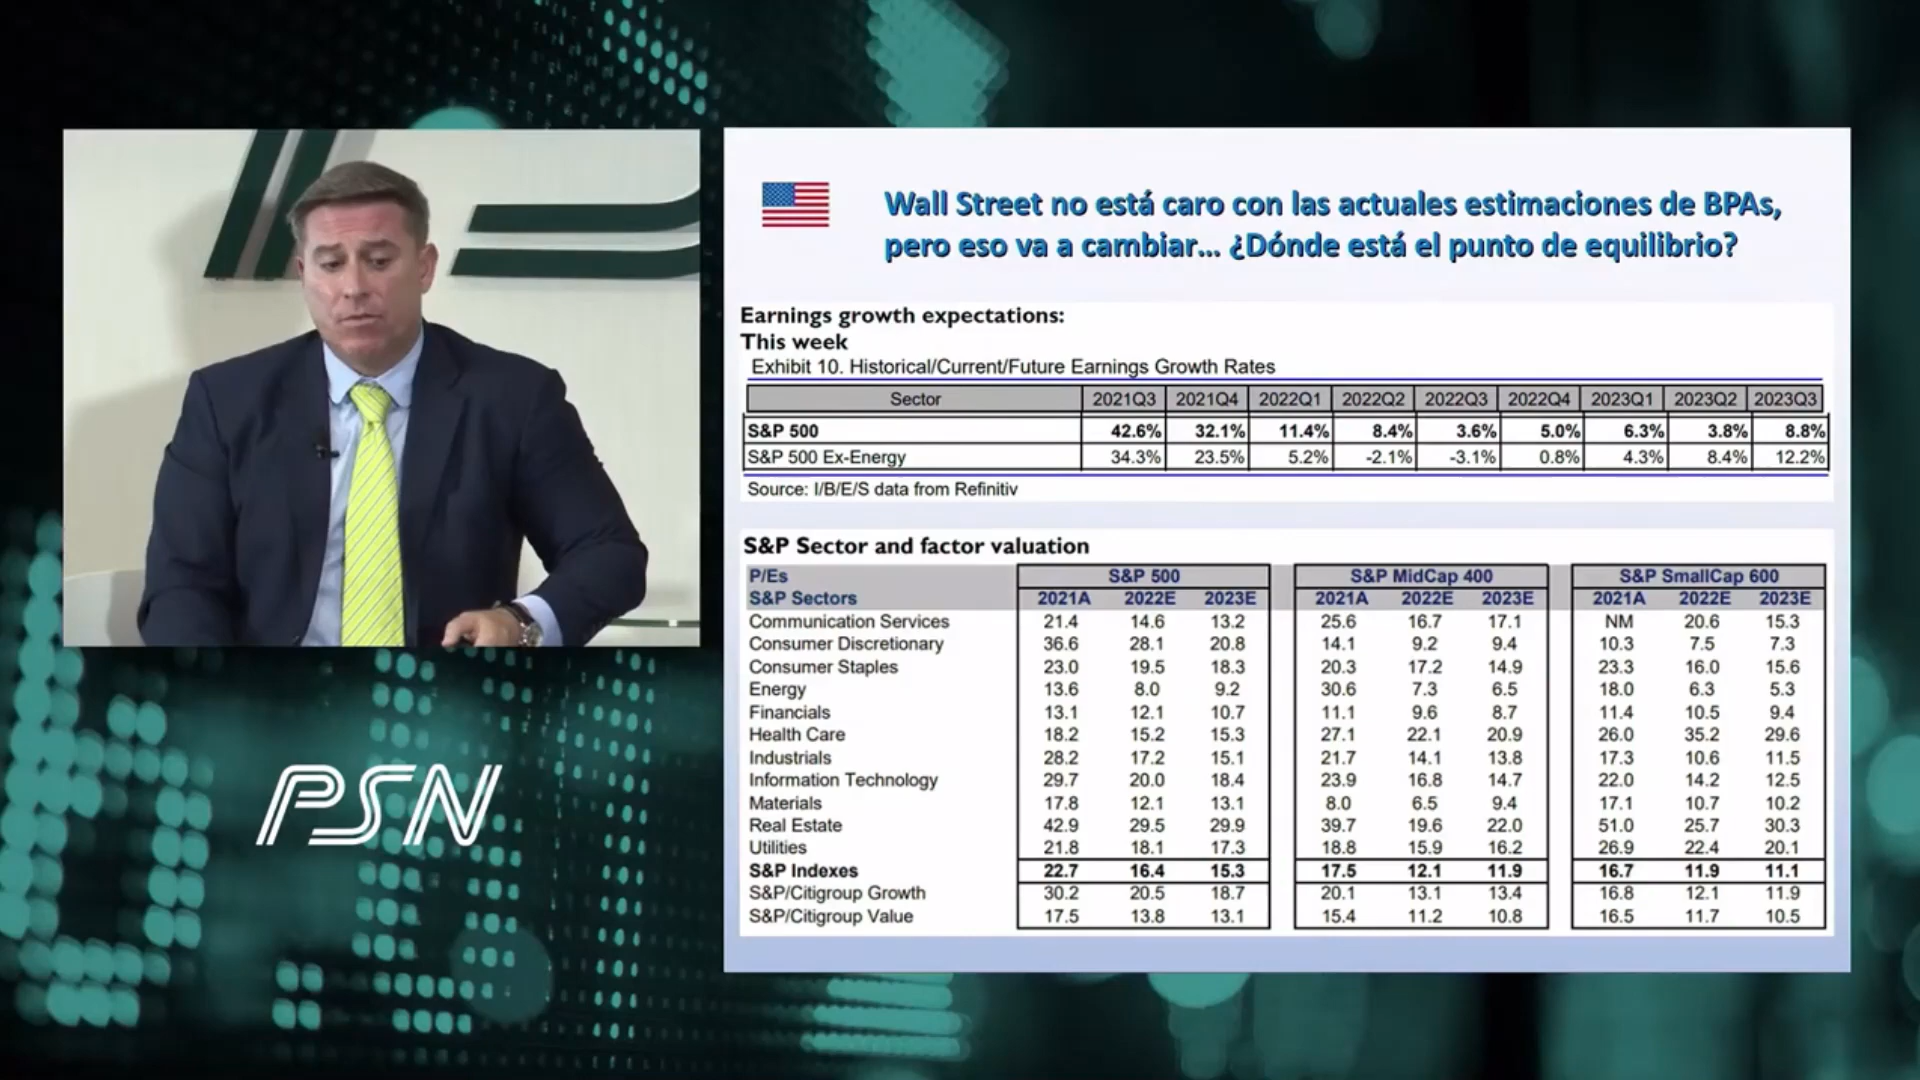 Wall Street no está caro con las actuales estimaciones de BPAs,
pero eso va a cambiar... ¿Dónde está el punto de equilibrio?
Earnings growth expectations:
This week
Exhibit 10. Historical/Current/Future Earnings Growth Rates
Sector 2021Q3 2021Q4 2022Q1 2022Q2 2022Q3 2022Q4 2023Q1 2023Q2 2023Q3
S&P 500 42.6% 32.1% 11.4% 8.4% 3.6% 5.0% 6.3% 3.8% 8.8%
S&P 500 Ex-Energy 34.3% 23.5% 5.2% -2.1% -3.1% 0.8% 4.3% 8.4% 12.2%
Source: I/B/E/S data from Refinitiv
S&P Sector and factor valuation
P/Es S&P 500 S&P MidCap 400 S&P SmallCap 600
S&P Sectors 2021A 2022E 2023E 2021A 2022E 2023E 2021A 2022E 2023E
Communication Services 21.4 14.6 13.2 25.6 16.7 17.1 NM 20.6 15.3
Consumer Discretionary 36.6 28.1 20.8 14.1 9.2 9.4 10.3 7.5 7.3
Consumer Staples 23.0 19.5 18.3 20.3 17.2 14.9 23.3 16.0 15.6
Energy 13.6 8.0 9.2 30.6 7.3 6.5 18.0 6.3 5.3
Financials 13.1 12.1 10.7 11.1 9.6 8.7 11.4 10.5 9.4
Health Care 18.2 15.2 15.3 27.1 22.1 20.9 26.0 35.2 29.6
Industrials 28.2 17.2 15.1 21.7 14.1 13.8 17.3 10.6 11.5
Information Technology 29.7 20.0 18.4 23.9 16.8 14.7 22.0 14.2 12.5
Materials 17.8 12.1 13.1 8.0 6.5 9.4 17.1 10.7 10.2
Real Estate 42.9 29.5 29.9 39.7 19.6 22.0 51.0 25.7 30.3
Utilities 21.8 18.1 17.3 18.8 15.9 16.2 26.9 22.4 20.1
S&P Indexes 22.7 16.4 15.3 17.5 12.1 11.9 16.7 11.9 11.1
S&P/Citigroup Growth 30.2 20.5 18.7 20.1 13.1 13.4 16.8 12.1 11.9
S&P/Citigroup Value 17.5 13.8 13.1 15.4 11.2 10.8 16.5 11.7 10.5
PSN